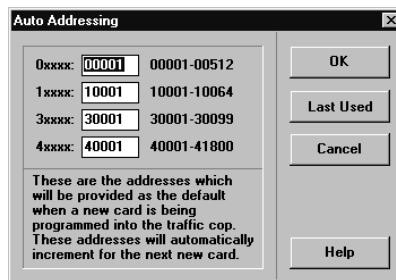 Auto Addressing
0xxxx: 00001 00001-00512
1xxxx: 10001 10001-10064
3xxxx: 30001 30001-30099
4xxxx: 40001 40001-41800
These are the addresses which
will be provided as the default
when a new card is being
programmed into the traffic cop.
These addresses will automatically
increment for the next new card.
OK
Last Used
Cancel
Help